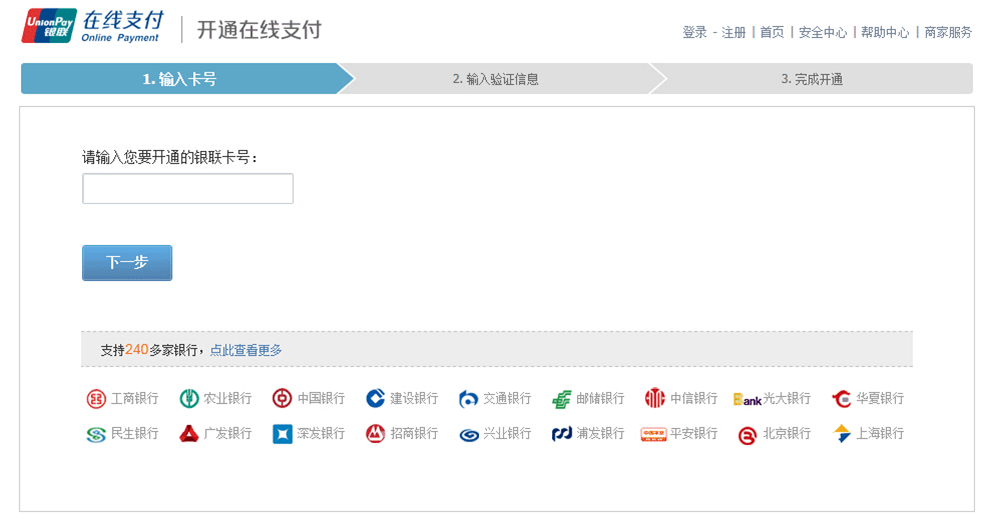 UnionPay 银联 在线支付 Online Payment 开通在线支付
登录 - 注册 | 首页 | 安全中心 | 帮助中心 | 商家服务
1. 输入卡号 2. 输入验证信息 3. 完成开通
请输入您要开通的银联卡号：
下一步
支持240多家银行，点此查看更多
工商银行 农业银行 中国银行 建设银行 交通银行 邮储银行 中信银行 Bank 光大银行 华夏银行
民生银行 广发银行 深发银行 招商银行 兴业银行 浦发银行 平安银行 北京银行 上海银行